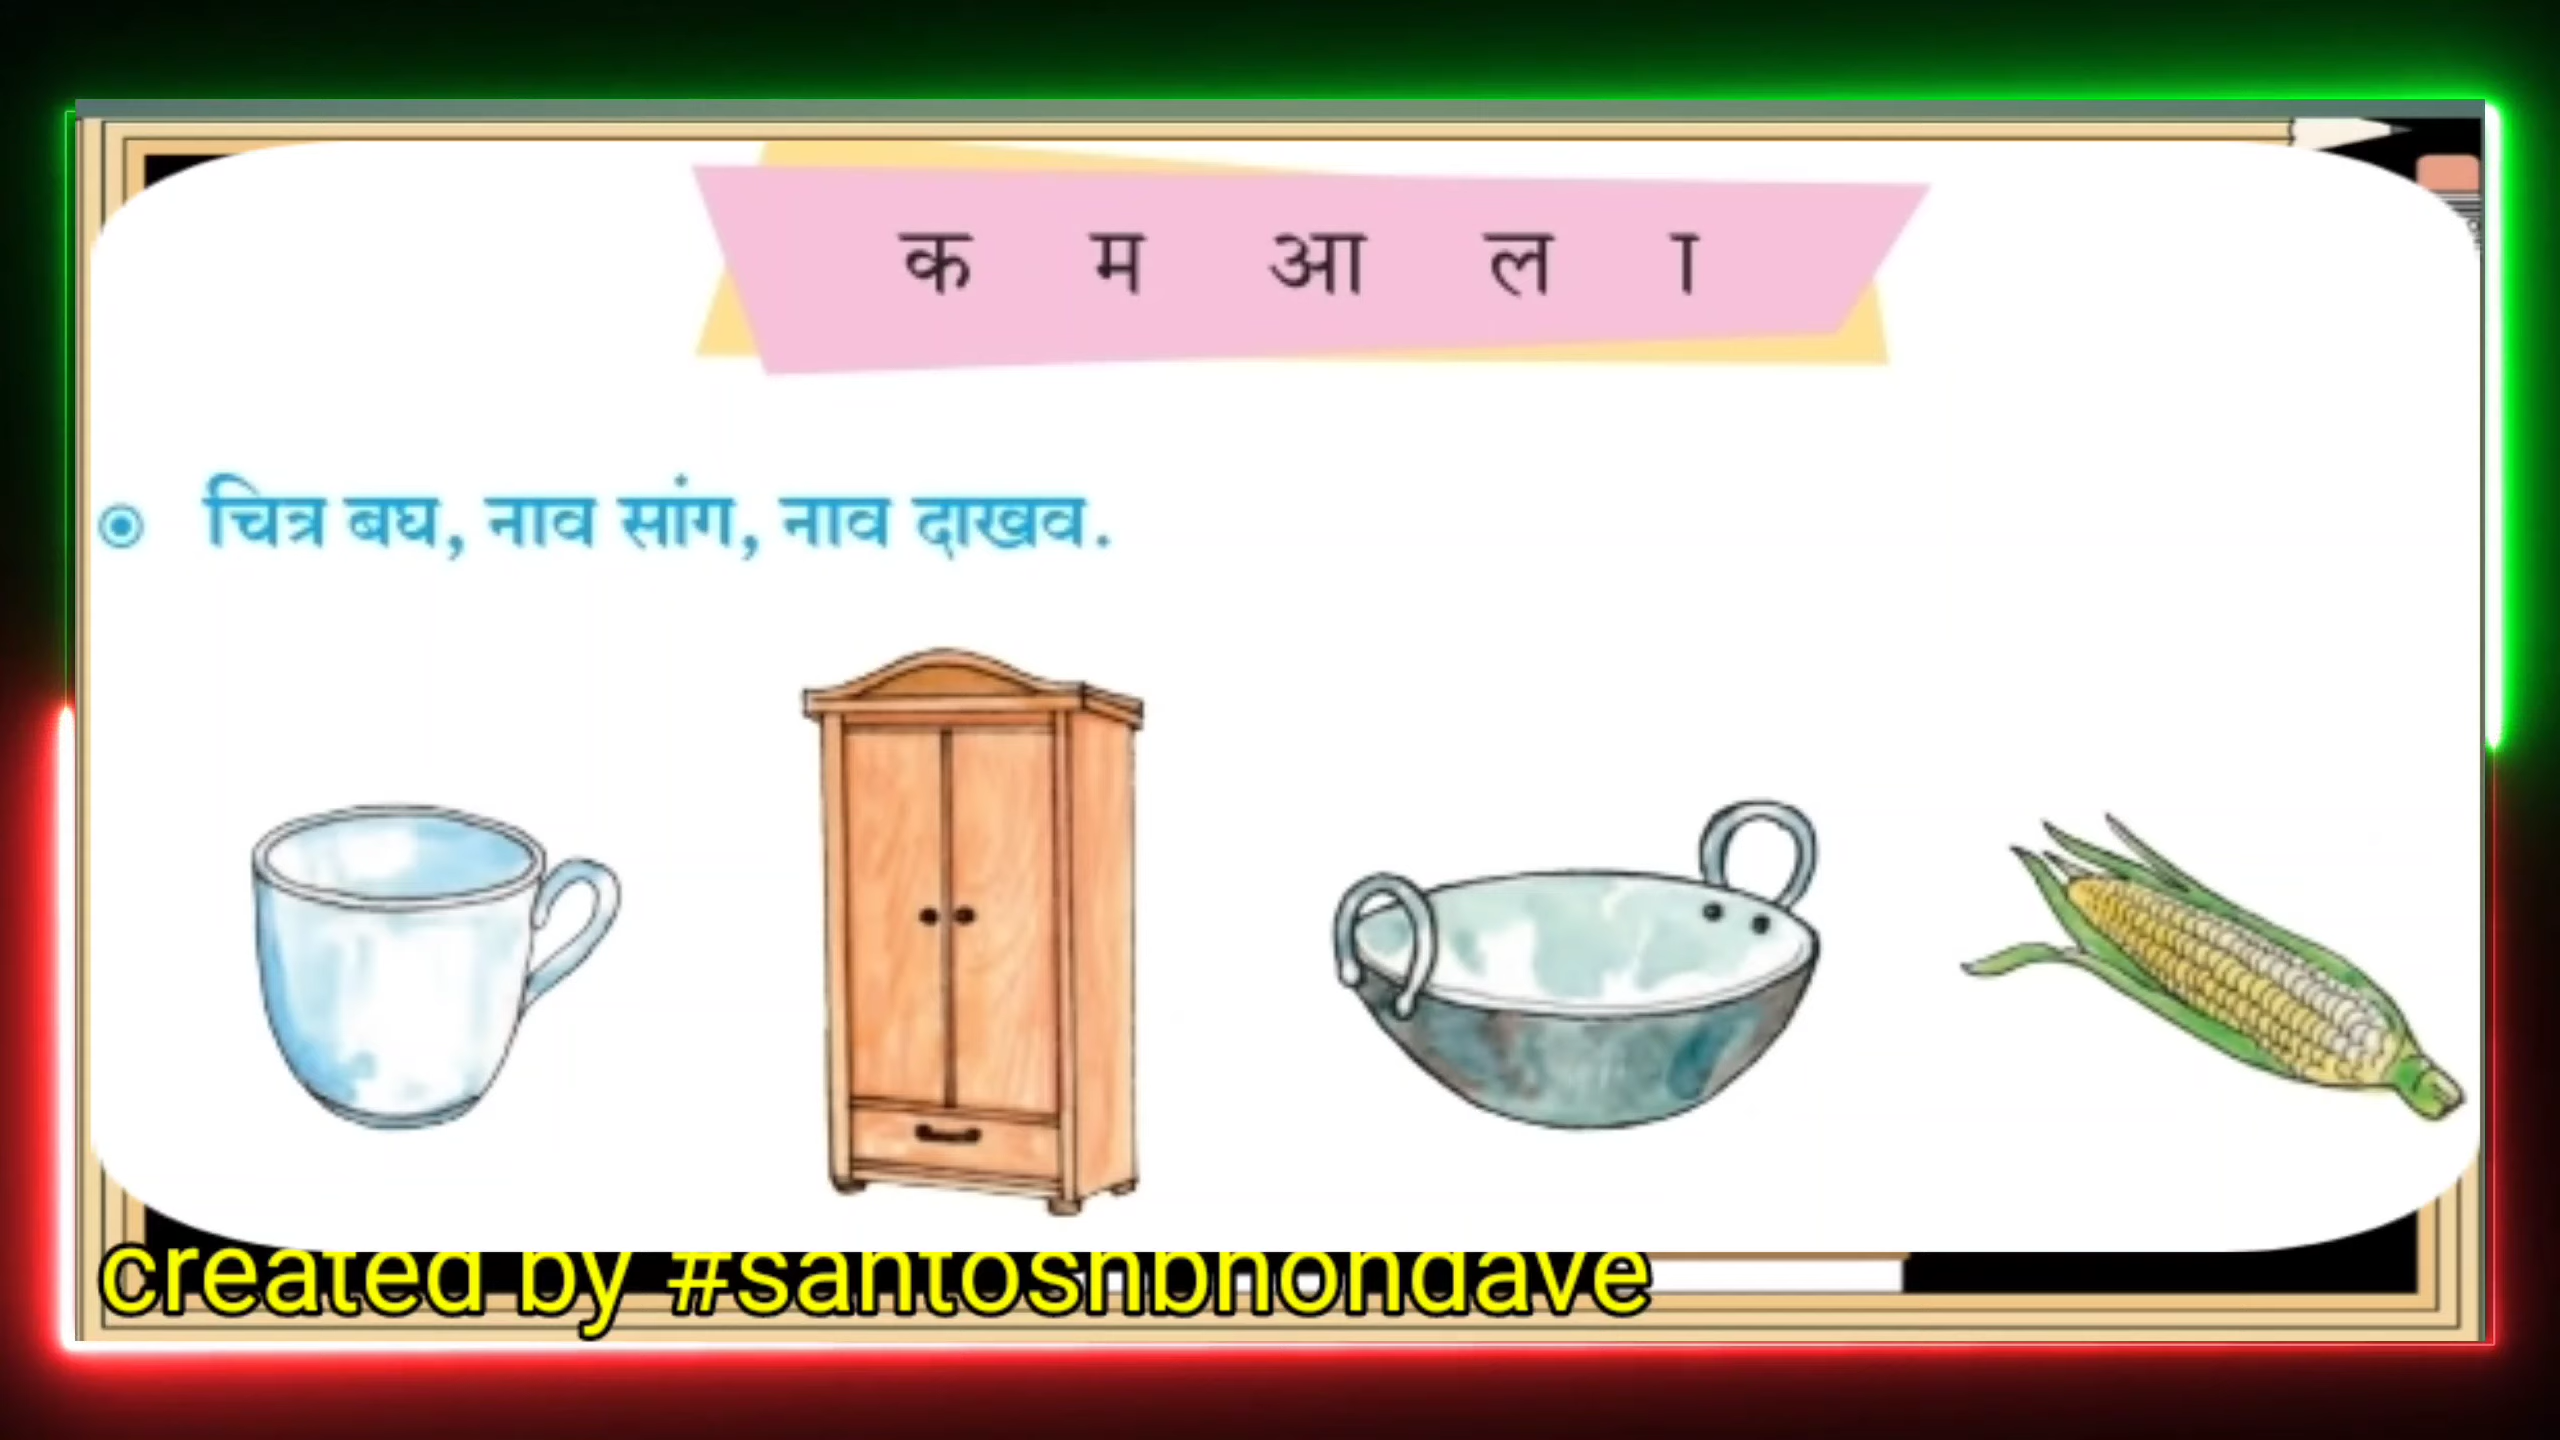 क म आ ल ा
चित्र बघ, नाव सांग, नाव दाखव.
created by #santoshbhondave